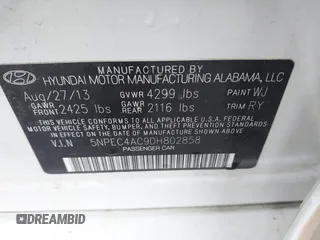 MANUFACTURED BY
HYUNDAI MOTOR MANUFACTURING ALABAMA, LLC
Aug/27/13 GVWR 4299 lbs PAINT WJ
GAWR FRONT 2425 lbs GAWR REAR 2116 lbs TRIM RY
THIS VEHICLE CONFORMS TO ALL APPLICABLE U.S.A. FEDERAL
MOTOR VEHICLE SAFETY, BUMPER, AND THEFT PREVENTION
STANDARDS IN EFFECT ON THE DATE OF MANUFACTURE SHOWN ABOVE.
V.I.N 5NPEC4AC9DH802858
PASSENGER CAR
DIRABID.COM